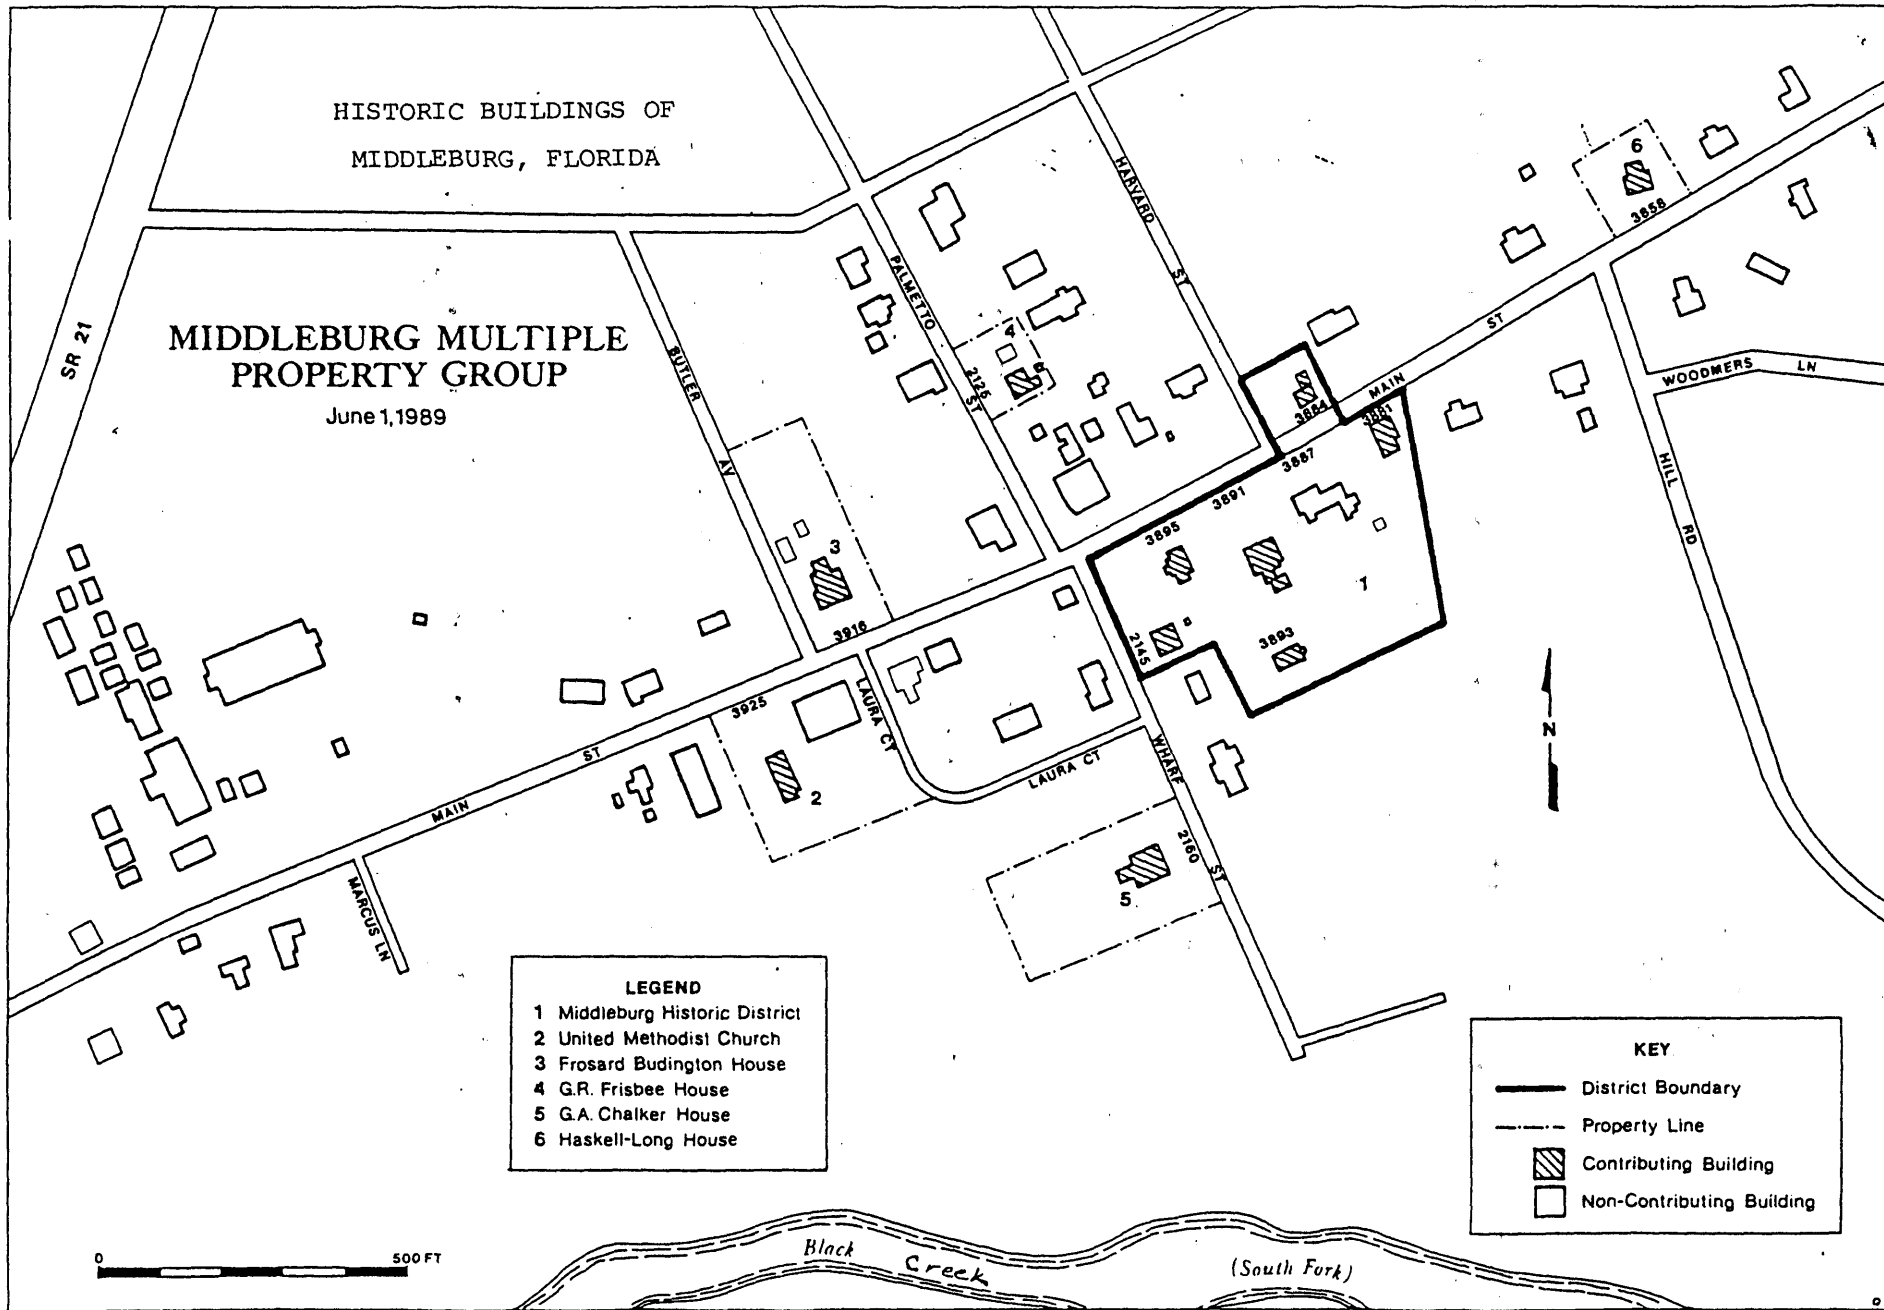 HISTORIC BUILDINGS OF
MIDDLEBURG, FLORIDA
MIDDLEBURG MULTIPLE
PROPERTY GROUP
June 1, 1989
SR 21
BUTLER AV
PALMETTO ST
2125
HARVARD ST
4
6
3858
MAIN ST
3884
3881
3887
3891
3895
1
3893
2145
WOODMERS LN
HILL RD
3
3916
3925
LAURA CT
LAURA CT
WHARF ST
2160
2
5
MAIN ST
MARCUS LN
N
LEGEND
1 Middleburg Historic District
2 United Methodist Church
3 Frosard Budington House
4 G.R. Frisbee House
5 G.A. Chalker House
6 Haskell-Long House
KEY
District Boundary
Property Line
Contributing Building
Non-Contributing Building
0 500 FT
Black Creek (South Fork)